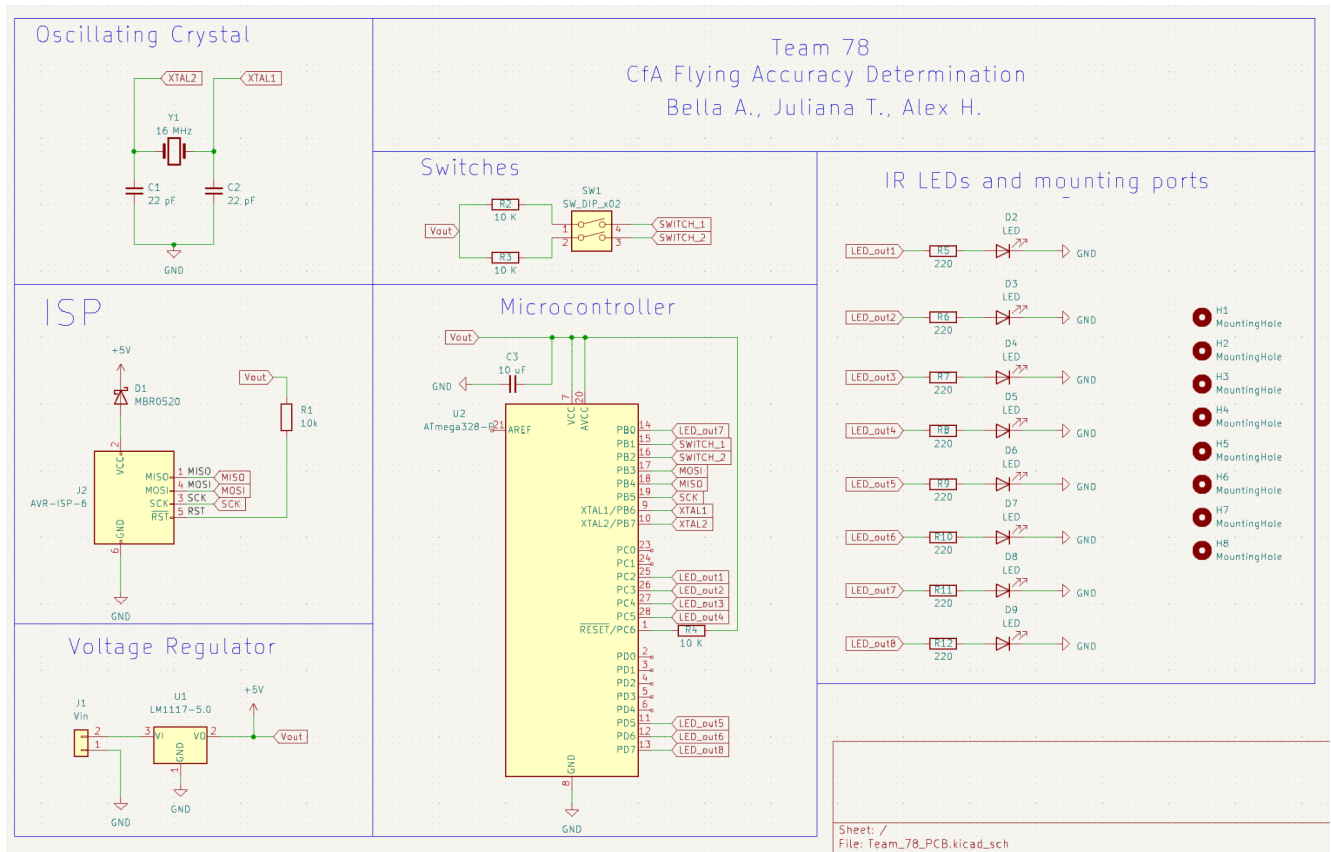 Oscillating Crystal
XTAL2
XTAL1
Y1
16 MHz
C1
22 pF
C2
22 pF
GND
Team 78
CfA Flying Accuracy Determination
Bella A., Juliana T., Alex H.
Switches
Vout
R2
10 K
R3
10 K
SW1
SW_DIP_x02
1
2
4
3
SWITCH_1
SWITCH_2
IR LEDs and mounting ports
D2
LED
LED_out1
R5
220
GND
D3
LED
LED_out2
R6
220
GND
D4
LED
LED_out3
R7
220
GND
D5
LED
LED_out4
R8
220
GND
D6
LED
LED_out5
R9
220
GND
D7
LED
LED_out6
R10
220
GND
D8
LED
LED_out7
R11
220
GND
D9
LED
LED_out8
R12
220
GND
H1
MountingHole
H2
MountingHole
H3
MountingHole
H4
MountingHole
H5
MountingHole
H6
MountingHole
H7
MountingHole
H8
MountingHole
ISP
+5V
D1
MBR0520
Vout
R1
10k
J2
AVR-ISP-6
2
VCC
MISO 1 MISO MISO
MOSI 4 MOSI MOSI
SCK 3 SCK SCK
RST 5 RST
GND
6
GND
Microcontroller
Vout
C3
10 uF
GND
U2
ATmega328-P
7
VCC
20
AVCC
21 AREF
PB0 14 LED_out7
PB1 15 SWITCH_1
PB2 16 SWITCH_2
PB3 17 MOSI
PB4 18 MISO
PB5 19 SCK
XTAL1/PB6 9 XTAL1
XTAL2/PB7 10 XTAL2
PC0 23
PC1 24
PC2 25 LED_out1
PC3 26 LED_out2
PC4 27 LED_out3
PC5 28 LED_out4
RESET/PC6 1 R4
10 K
PD0 2
PD1 3
PD2 4
PD3 5
PD4 6
PD5 11 LED_out5
PD6 12 LED_out6
PD7 13 LED_out8
GND
8
GND
Voltage Regulator
J1
Vin
2
1
U1
LM1117-5.0
3
VI
VO
2
GND
1
+5V
Vout
GND
GND
Sheet: /
File: Team_78_PCB.kicad_sch